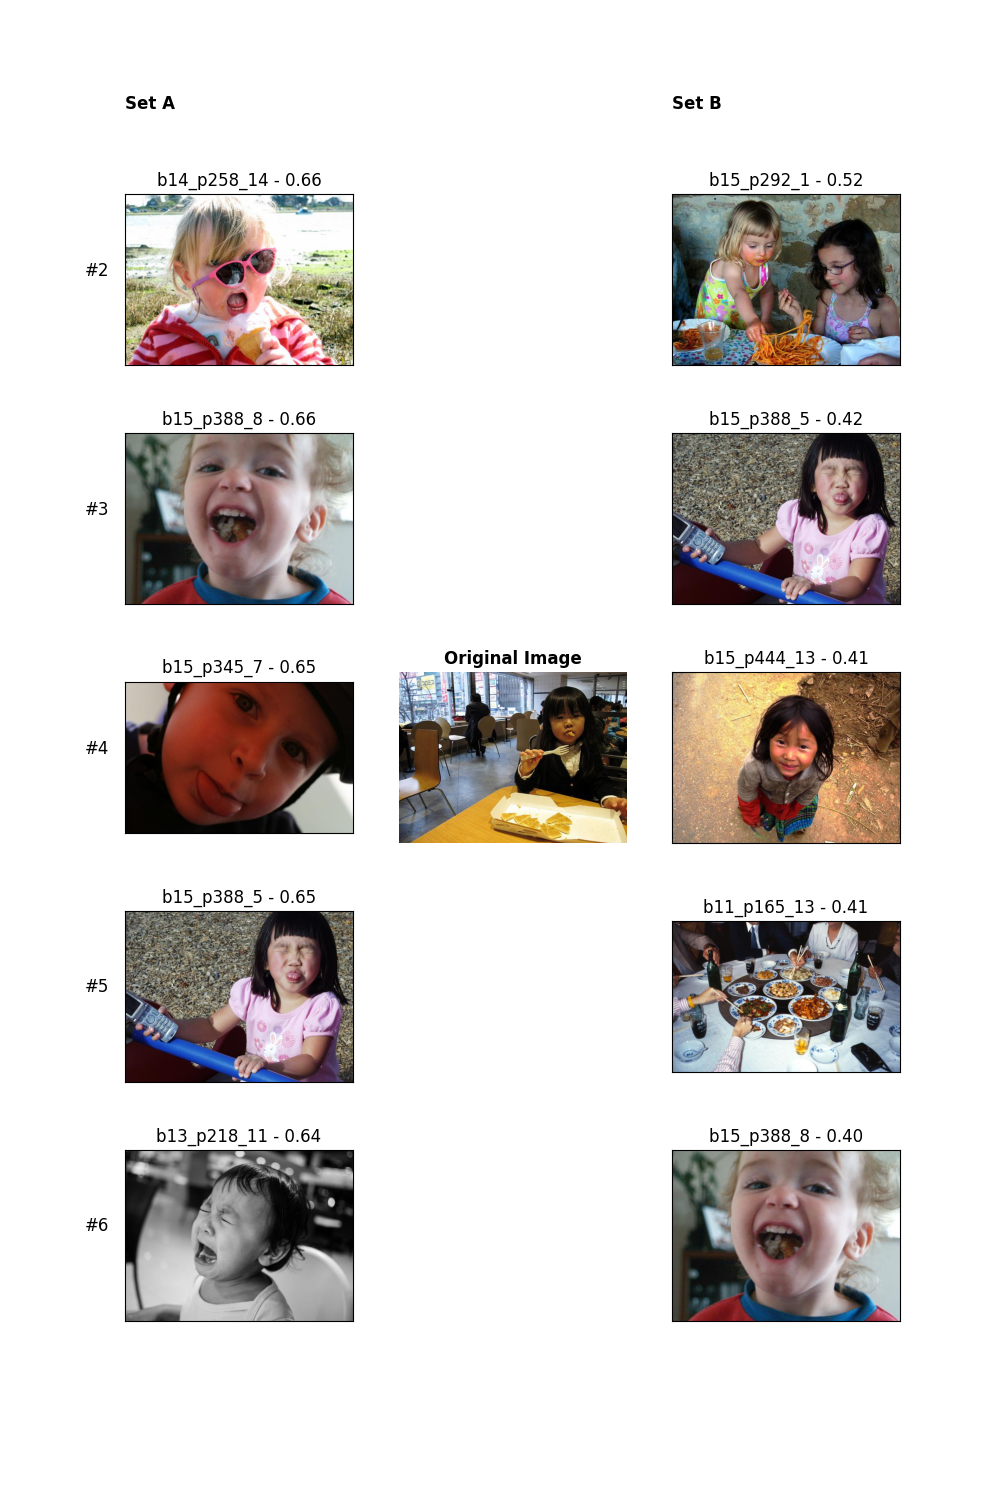 Set A
Set B
b14_p258_14 - 0.66
b15_p292_1 - 0.52
#2
b15_p388_8 - 0.66
b15_p388_5 - 0.42
#3
b15_p345_7 - 0.65
Original Image
b15_p444_13 - 0.41
#4
b15_p388_5 - 0.65
b11_p165_13 - 0.41
#5
b13_p218_11 - 0.64
b15_p388_8 - 0.40
#6